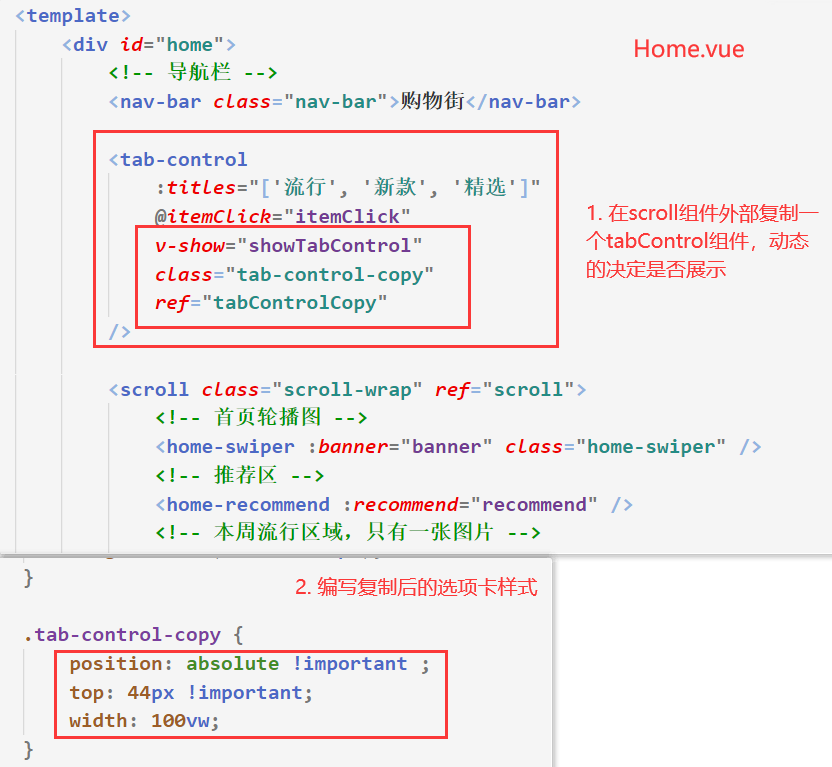 <template>
<div id="home">
Home.vue
<!-- 导航栏 -->
<nav-bar class="nav-bar">购物街</nav-bar>
<tab-control
:titles="['流行', '新款', '精选']"
@itemClick="itemClick"
v-show="showTabControl"
class="tab-control-copy"
ref="tabControlCopy"
/>
1. 在scroll组件外部复制一
个tabControl组件，动态
的决定是否展示
<scroll class="scroll-wrap" ref="scroll">
<!-- 首页轮播图 -->
<home-swiper :banner="banner" class="home-swiper" />
<!-- 推荐区 -->
<home-recommend :recommend="recommend" />
<!-- 本周流行区域，只有一张图片 -->
}
2. 编写复制后的选项卡样式
.tab-control-copy {
position: absolute !important ;
top: 44px !important;
width: 100vw;
}